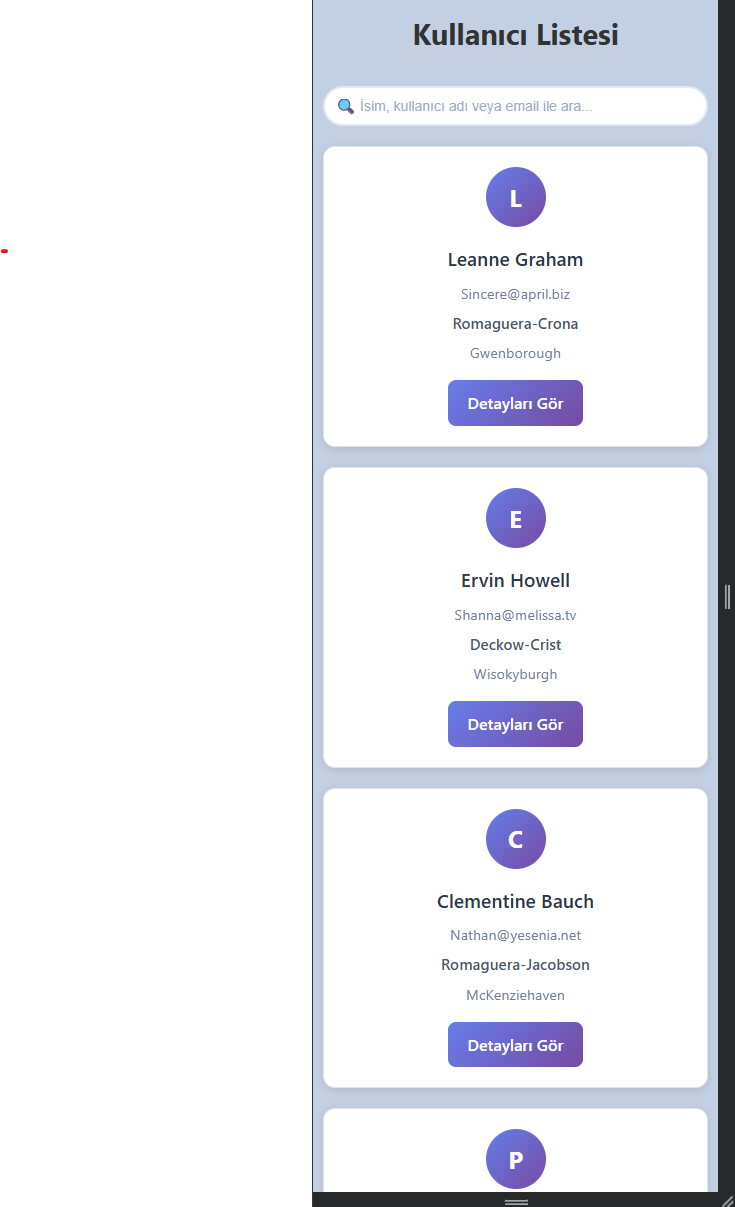 Kullanıcı Listesi
🔍 İsim, kullanıcı adı veya email ile ara...
L
Leanne Graham
Sincere@april.biz
Romaguera-Crona
Gwenborough
Detayları Gör
E
Ervin Howell
Shanna@melissa.tv
Deckow-Crist
Wisokyburgh
Detayları Gör
C
Clementine Bauch
Nathan@yesenia.net
Romaguera-Jacobson
McKenziehaven
Detayları Gör
P